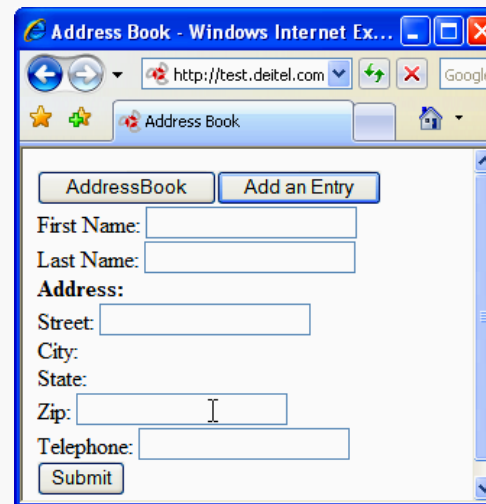 Address Book - Windows Internet Ex...
http://test.deitel.com Googl
Address Book
AddressBook Add an Entry
First Name:
Last Name:
Address:
Street:
City:
State:
Zip:
Telephone:
Submit